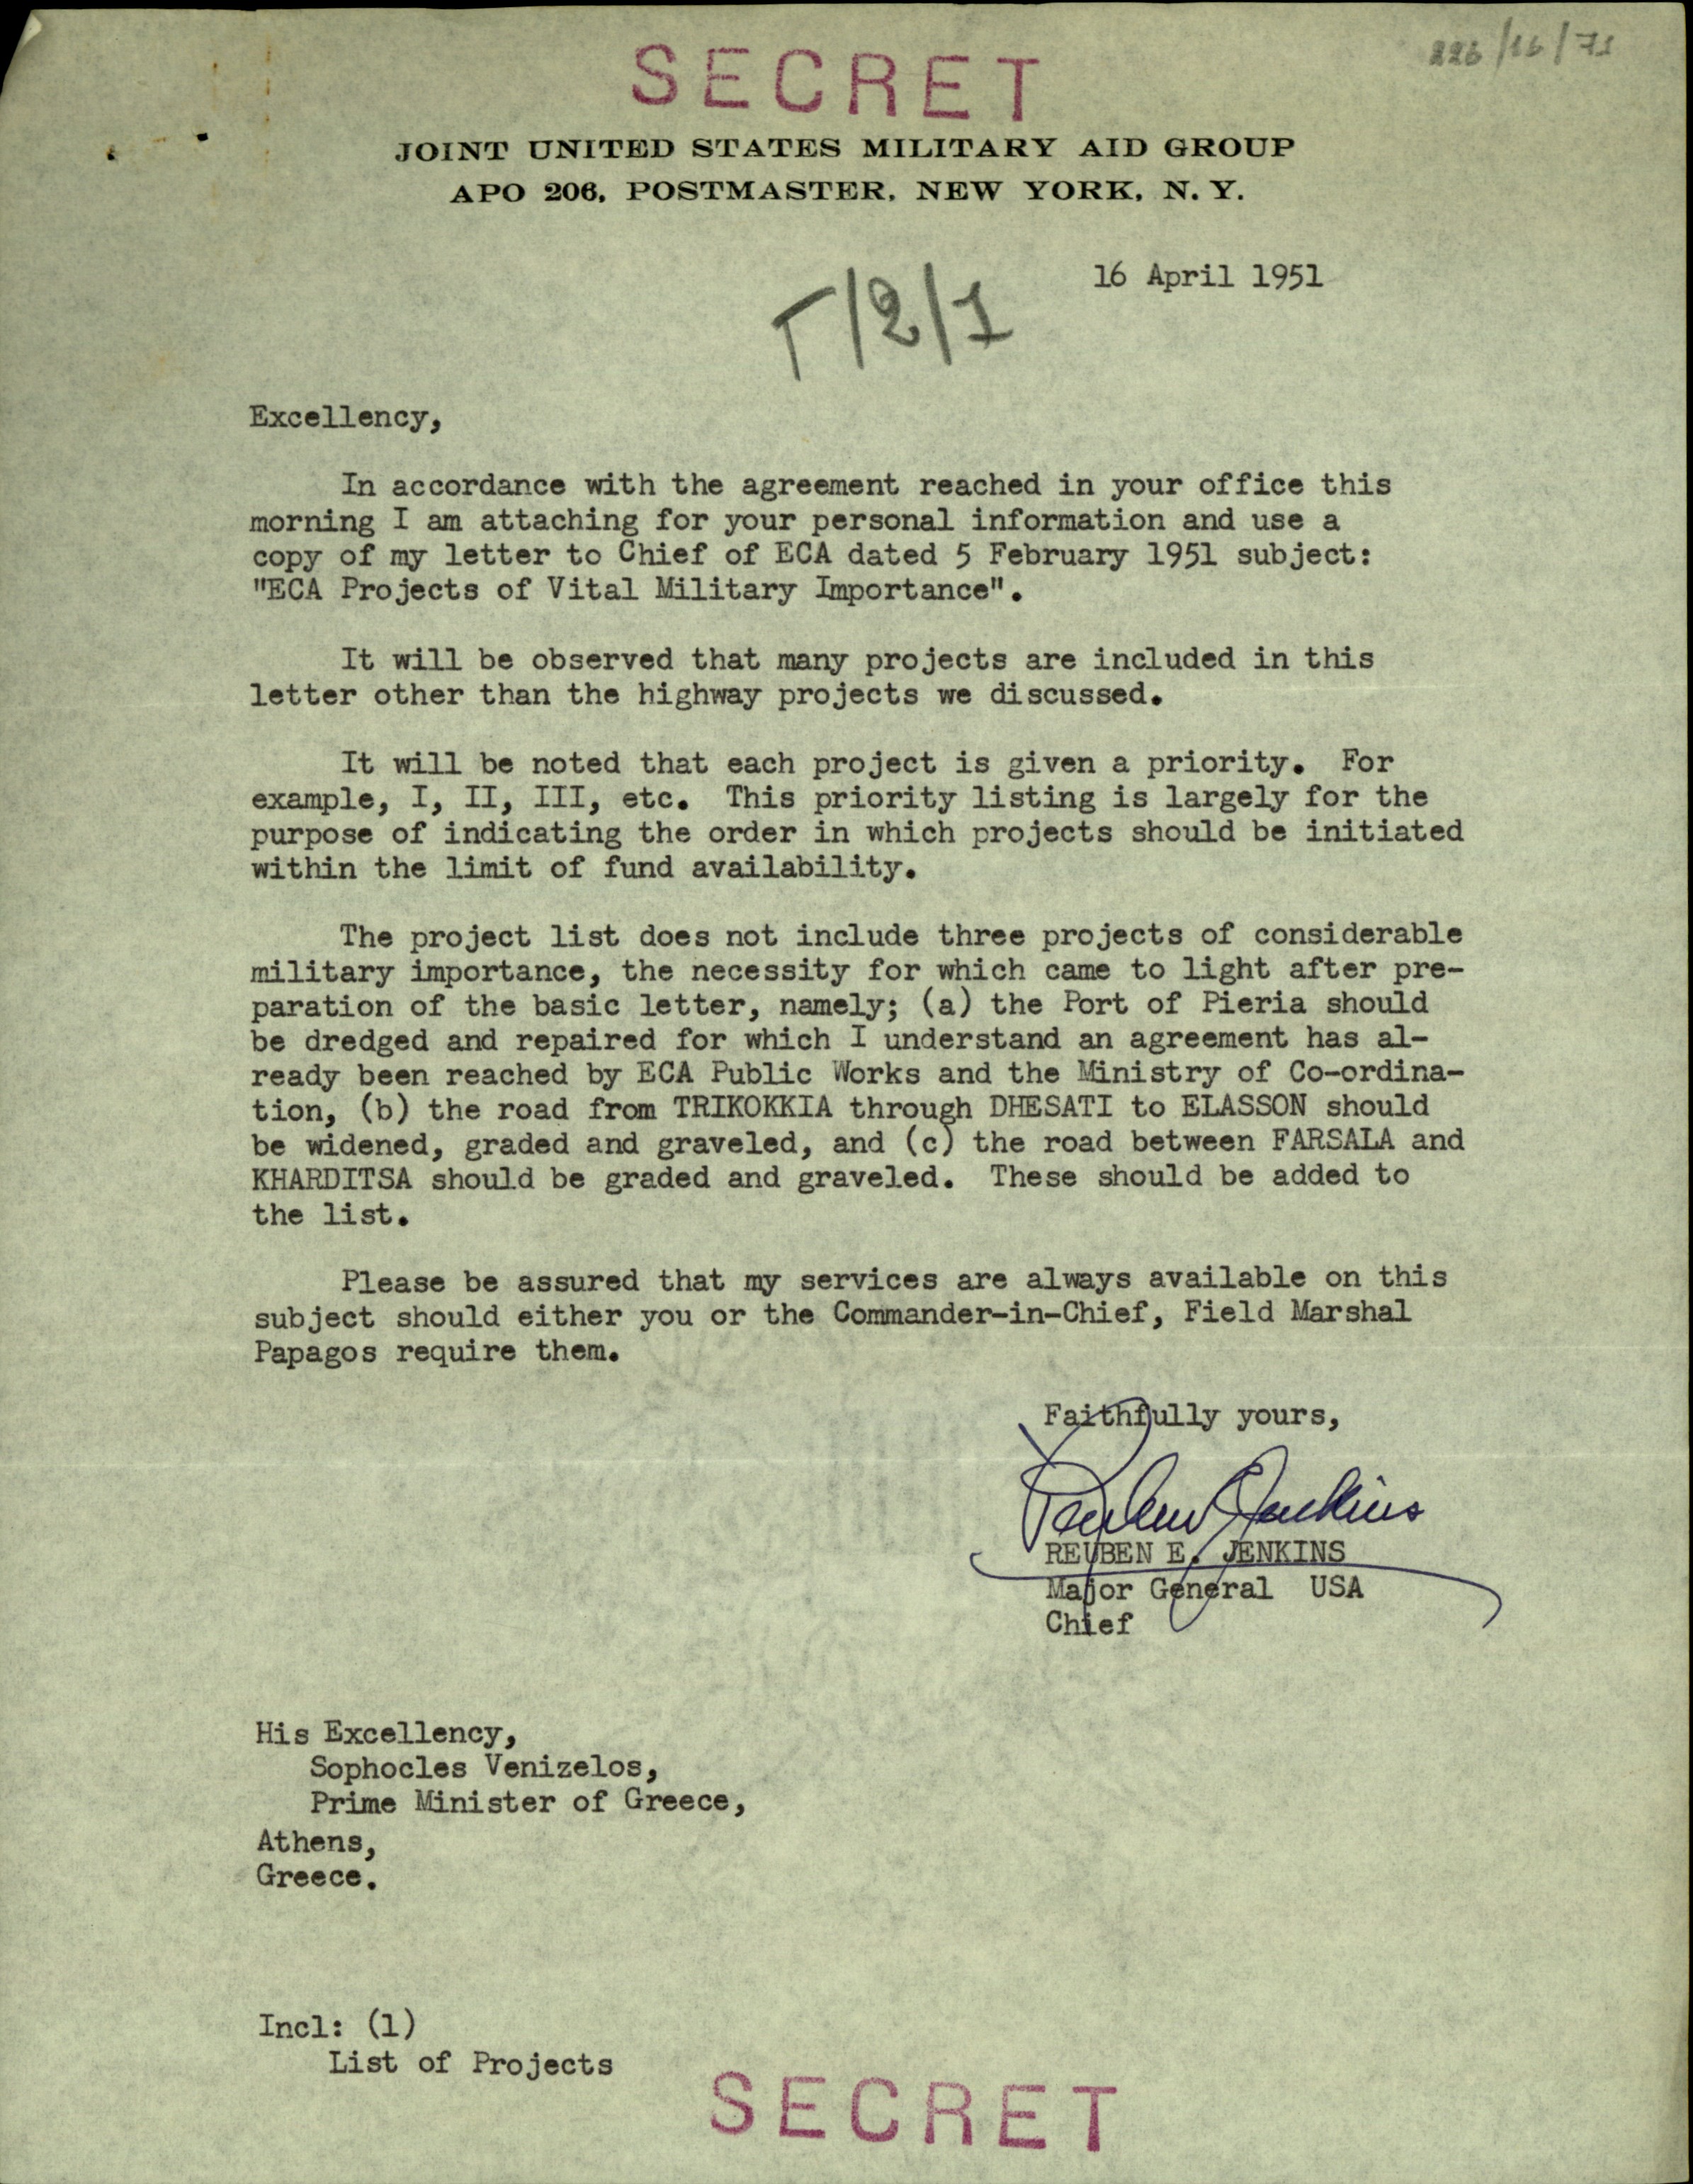 226/16/71
SECRET
JOINT UNITED STATES MILITARY AID GROUP
APO 206, POSTMASTER, NEW YORK, N. Y.
16 April 1951
T/2/1
Excellency,
In accordance with the agreement reached in your office this
morning I am attaching for your personal information and use a
copy of my letter to Chief of ECA dated 5 February 1951 subject:
"ECA Projects of Vital Military Importance".
It will be observed that many projects are included in this
letter other than the highway projects we discussed.
It will be noted that each project is given a priority. For
example, I, II, III, etc. This priority listing is largely for the
purpose of indicating the order in which projects should be initiated
within the limit of fund availability.
The project list does not include three projects of considerable
military importance, the necessity for which came to light after pre-
paration of the basic letter, namely; (a) the Port of Pieria should
be dredged and repaired for which I understand an agreement has al-
ready been reached by ECA Public Works and the Ministry of Co-ordina-
tion, (b) the road from TRIKOKKIA through DHESATI to ELASSON should
be widened, graded and graveled, and (c) the road between FARSALA and
KHARDITSA should be graded and graveled. These should be added to
the list.
Please be assured that my services are always available on this
subject should either you or the Commander-in-Chief, Field Marshal
Papagos require them.
Faithfully yours,
Reuben E Jenkins
REUBEN E. JENKINS
Major General USA
Chief
His Excellency,
Sophocles Venizelos,
Prime Minister of Greece,
Athens,
Greece.
Incl: (1)
List of Projects
SECRET